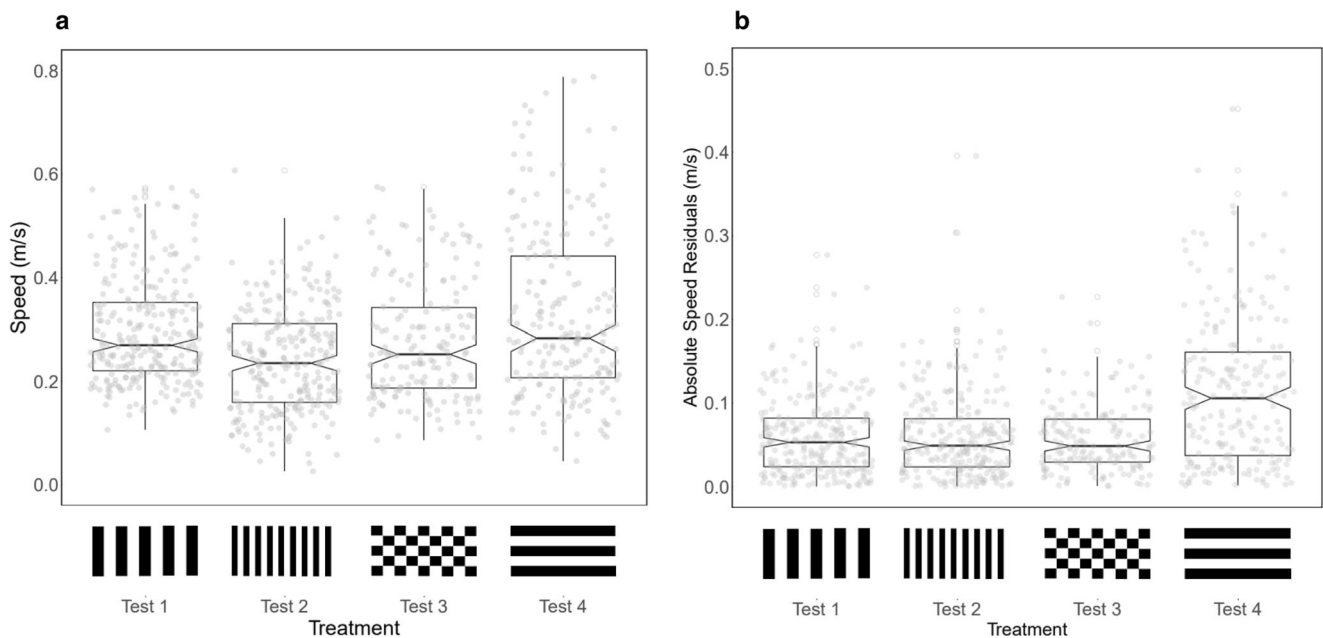 a
Speed (m/s)
0.8
0.6
0.4
0.2
0.0
Test 1 Test 2 Test 3 Test 4
Treatment
b
Absolute Speed Residuals (m/s)
0.5
0.4
0.3
0.2
0.1
0.0
Test 1 Test 2 Test 3 Test 4
Treatment